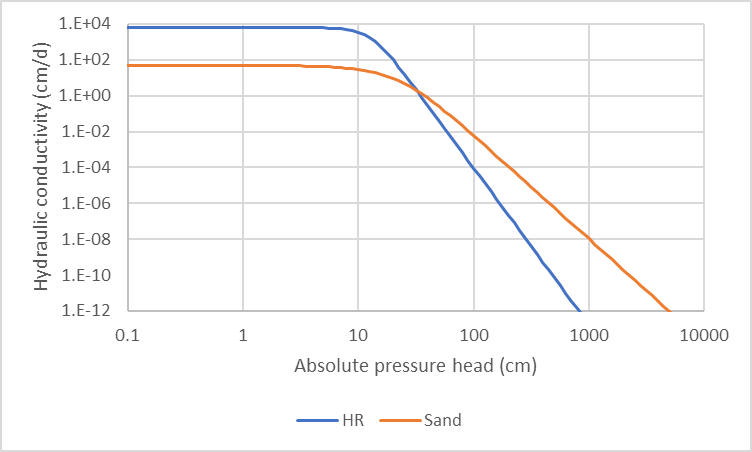 Hydraulic conductivity (cm/d)
1.E+04
1.E+02
1.E+00
1.E-02
1.E-04
1.E-06
1.E-08
1.E-10
1.E-12
0.1 1 10 100 1000 10000
Absolute pressure head (cm)
HR Sand